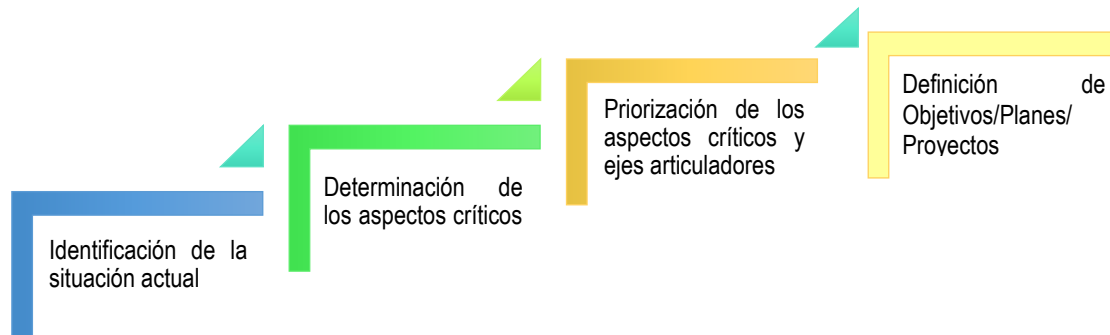 Identificación de la
situación actual
Determinación de
los aspectos críticos
Priorización de los
aspectos críticos y
ejes articuladores
Definición de
Objetivos/Planes/
Proyectos